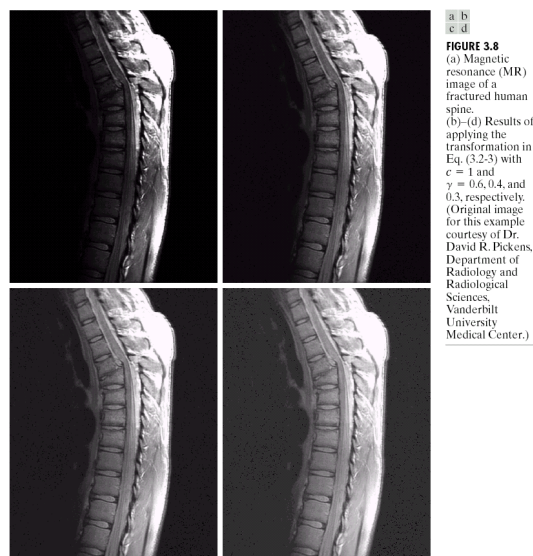 a b
c d
FIGURE 3.8
(a) Magnetic
resonance (MR)
image of a
fractured human
spine.
(b)–(d) Results of
applying the
transformation in
Eq. (3.2-3) with
c = 1 and
γ = 0.6, 0.4, and
0.3, respectively.
(Original image
for this example
courtesy of Dr.
David R. Pickens,
Department of
Radiology and
Radiological
Sciences,
Vanderbilt
University
Medical Center.)